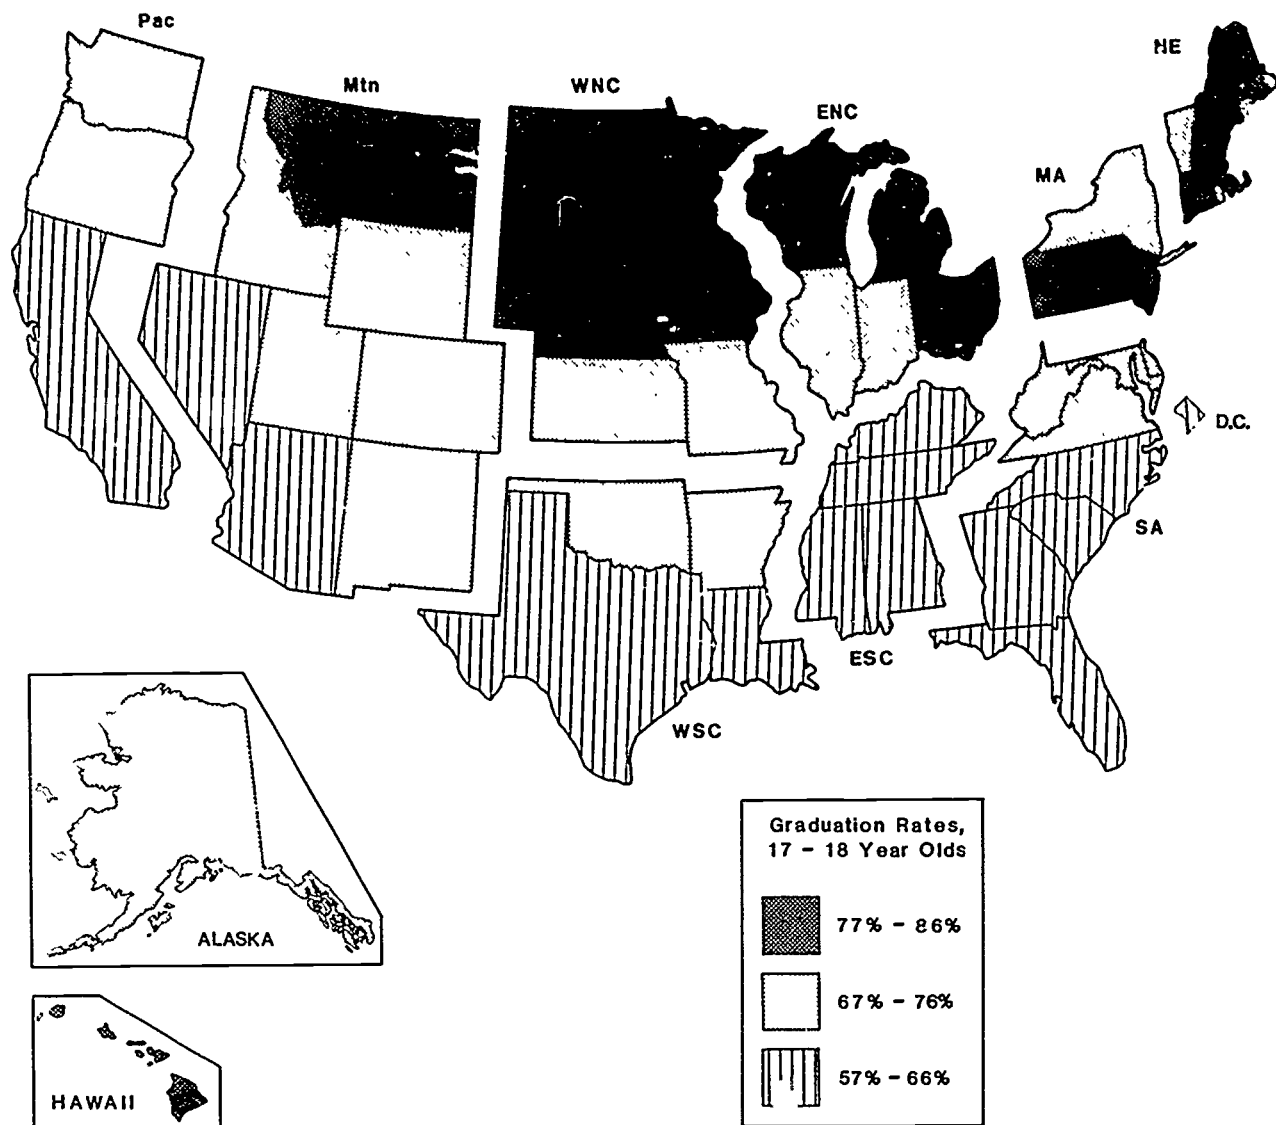 Pac
Mtn
WNC
ENC
NE
MA
D.C.
SA
ESC
WSC
ALASKA
HAWAII
Graduation Rates,
17 - 18 Year Olds
77% - 86%
67% - 76%
57% - 66%